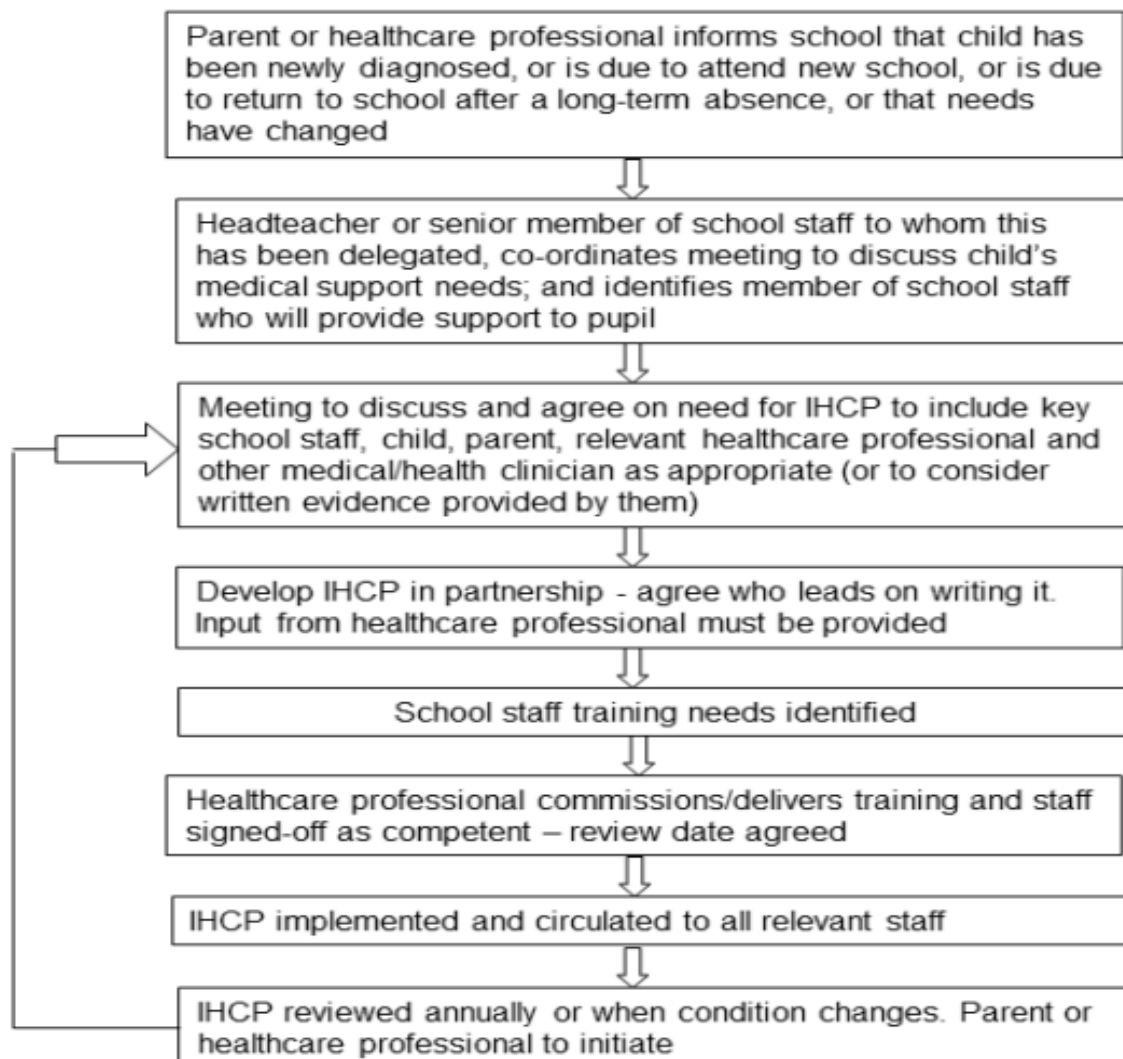 Parent or healthcare professional informs school that child has
been newly diagnosed, or is due to attend new school, or is due
to return to school after a long-term absence, or that needs
have changed
Headteacher or senior member of school staff to whom this
has been delegated, co-ordinates meeting to discuss child's
medical support needs; and identifies member of school staff
who will provide support to pupil
Meeting to discuss and agree on need for IHCP to include key
school staff, child, parent, relevant healthcare professional and
other medical/health clinician as appropriate (or to consider
written evidence provided by them)
Develop IHCP in partnership - agree who leads on writing it.
Input from healthcare professional must be provided
School staff training needs identified
Healthcare professional commissions/delivers training and staff
signed-off as competent – review date agreed
IHCP implemented and circulated to all relevant staff
IHCP reviewed annually or when condition changes. Parent or
healthcare professional to initiate